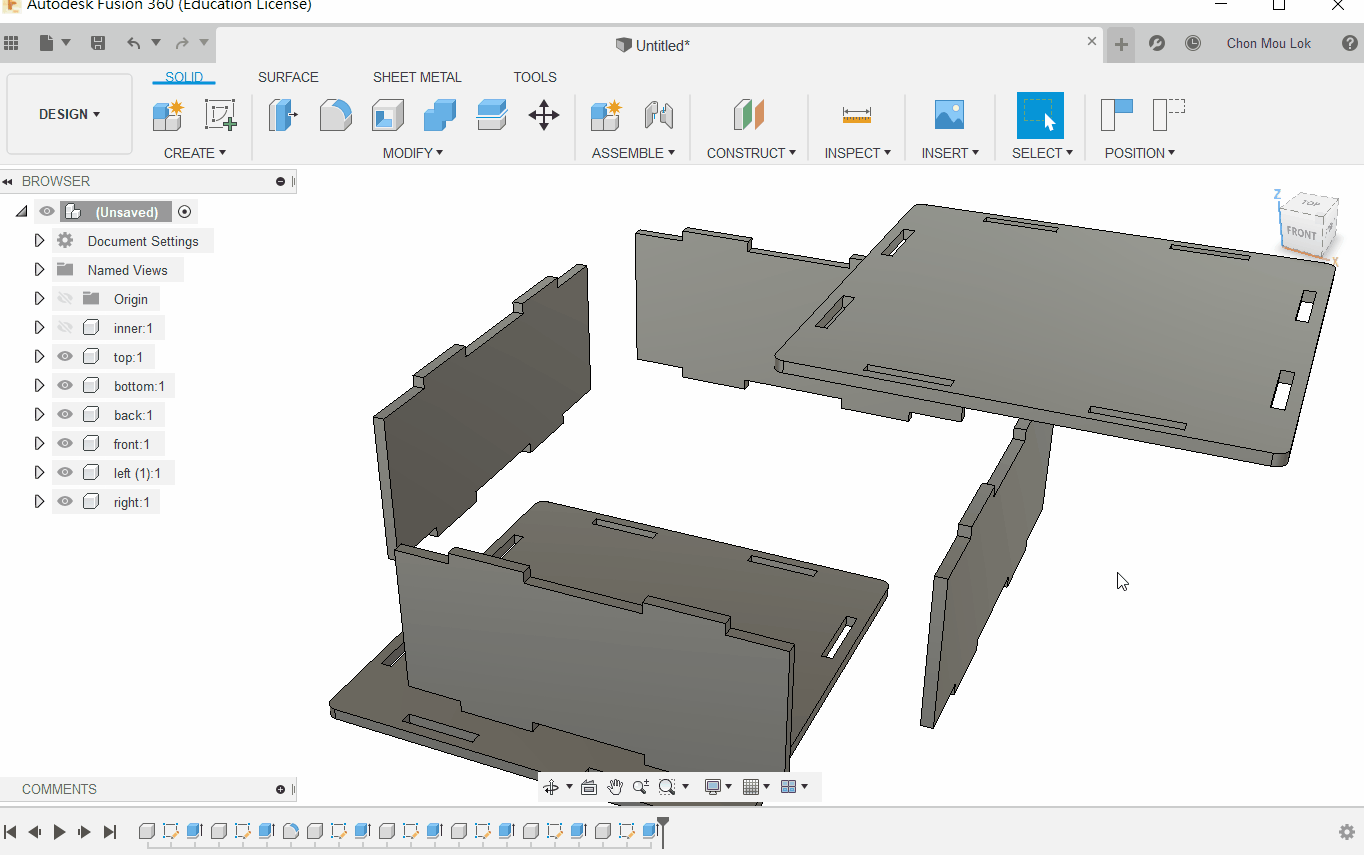 Autodesk Fusion 360 (Education License)
Untitled*
Chon Mou Lok
DESIGN
SOLID SURFACE SHEET METAL TOOLS
CREATE MODIFY ASSEMBLE CONSTRUCT INSPECT INSERT SELECT POSITION
BROWSER
(Unsaved)
Document Settings
Named Views
Origin
inner:1
top:1
bottom:1
back:1
front:1
left (1):1
right:1
Z
TOP
FRONT
X
COMMENTS